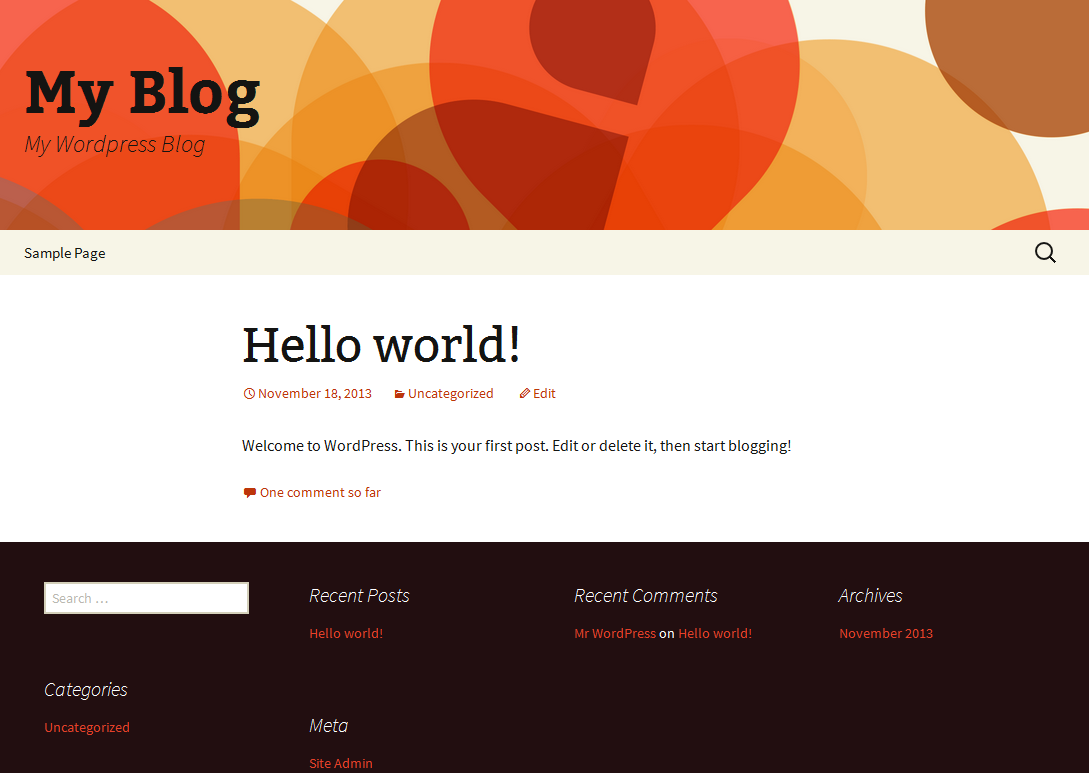 My Blog
My Wordpress Blog
Sample Page
Hello world!
November 18, 2013 Uncategorized Edit
Welcome to WordPress. This is your first post. Edit or delete it, then start blogging!
One comment so far
Search …
Recent Posts
Hello world!
Recent Comments
Mr WordPress on Hello world!
Archives
November 2013
Categories
Uncategorized
Meta
Site Admin